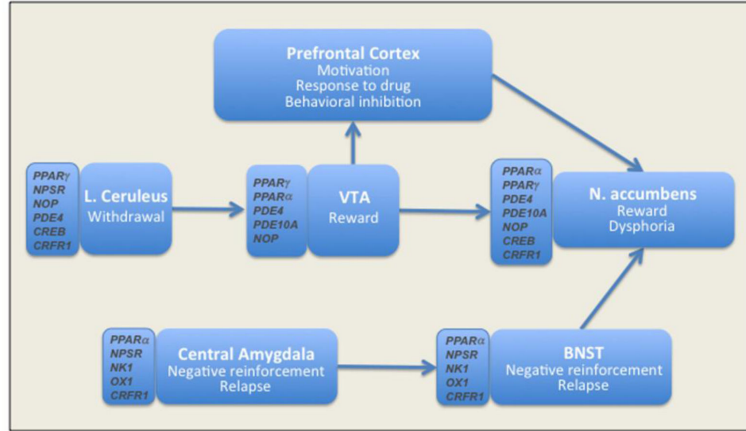 Prefrontal Cortex
Motivation
Response to drug
Behavioral inhibition
PPARγ
NPSR
NOP
PDE4
CREB
CRFR1
L. Ceruleus
Withdrawal
PPARγ
PPARα
PDE4
PDE10A
NOP
VTA
Reward
PPARα
PPARγ
PDE4
PDE10A
NOP
CREB
CRFR1
N. accumbens
Reward
Dysphoria
PPARα
NPSR
NK1
OX1
CRFR1
Central Amygdala
Negative reinforcement
Relapse
PPARα
NPSR
NK1
OX1
CRFR1
BNST
Negative reinforcement
Relapse